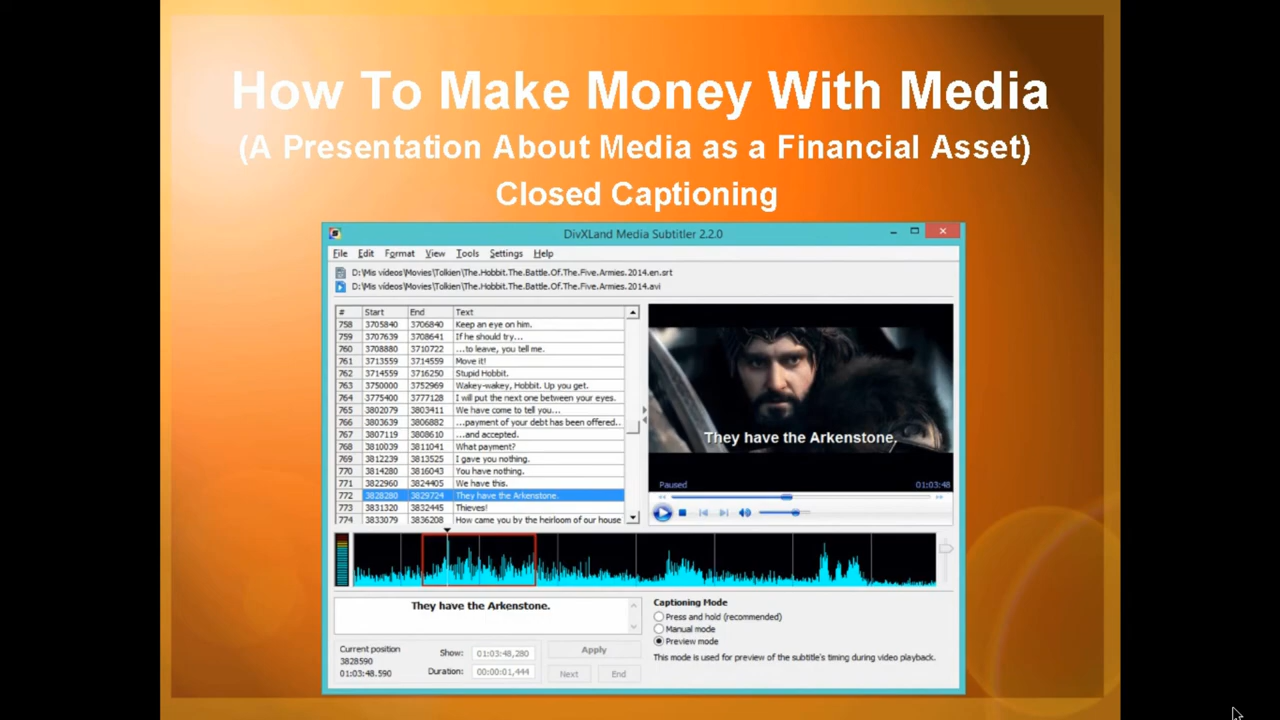 How To Make Money With Media
(A Presentation About Media as a Financial Asset)
Closed Captioning
DivXLand Media Subtitler 2.2.0
File Edit Format View Tools Settings Help
D:\Mis vídeos\Movies\Tolkien\The.Hobbit.The.Battle.Of.The.Five.Armies.2014.en.srt
D:\Mis vídeos\Movies\Tolkien\The.Hobbit.The.Battle.Of.The.Five.Armies.2014.avi
# Start End Text
758 3705840 3706840 Keep an eye on him.
759 3707639 3708641 If he should try...
760 3708880 3710722 ...to leave, you tell me.
761 3713559 3714559 Move it!
762 3714559 3716250 Stupid Hobbit.
763 3750000 3752969 Wakey-wakey, Hobbit. Up you get.
764 3775400 3777128 I will put the next one between your eyes.
765 3802079 3803411 We have come to tell you...
766 3803639 3806882 ...payment of your debt has been offered..
767 3807119 3808610 ...and accepted.
768 3810039 3811041 What payment?
769 3812239 3813525 I gave you nothing.
770 3814280 3816043 You have nothing.
771 3822960 3824405 We have this.
772 3828280 3829724 They have the Arkenstone.
773 3831320 3832445 Thieves!
774 3833079 3836208 How came you by the heirloom of our house
They have the Arkenstone.
Paused 01:03:48
They have the Arkenstone.
Current position
3828590
01:03:48.590
Show: 01:03:48,280
Duration: 00:00:01,444
Apply
Next End
Captioning Mode
Press and hold (recommended)
Manual mode
Preview mode
This mode is used for preview of the subtitle's timing during video playback.